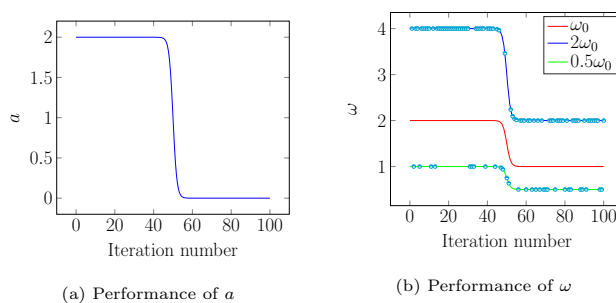 2
1.5
1
0.5
0
a
0 20 40 60 80 100
Iteration number
(a) Performance of a
4
2
1
ω
ω₀
2ω₀
0.5ω₀
0 20 40 60 80 100
Iteration number
(b) Performance of ω